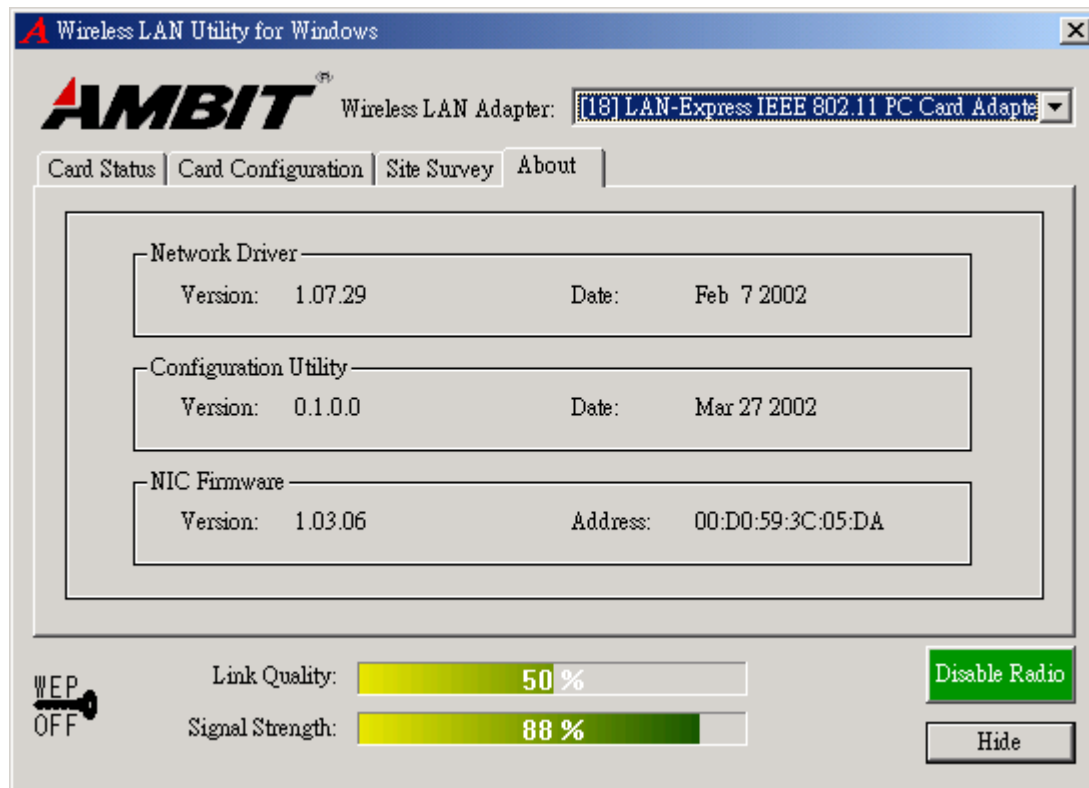 Wireless LAN Utility for Windows
AMBIT®
Wireless LAN Adapter: [18] LAN-Express IEEE 802.11 PC Card Adapte
Card Status Card Configuration Site Survey About
Network Driver
Version: 1.07.29 Date: Feb 7 2002
Configuration Utility
Version: 0.1.0.0 Date: Mar 27 2002
NIC Firmware
Version: 1.03.06 Address: 00:D0:59:3C:05:DA
WEP
OFF
Link Quality: 50 %
Signal Strength: 88 %
Disable Radio
Hide